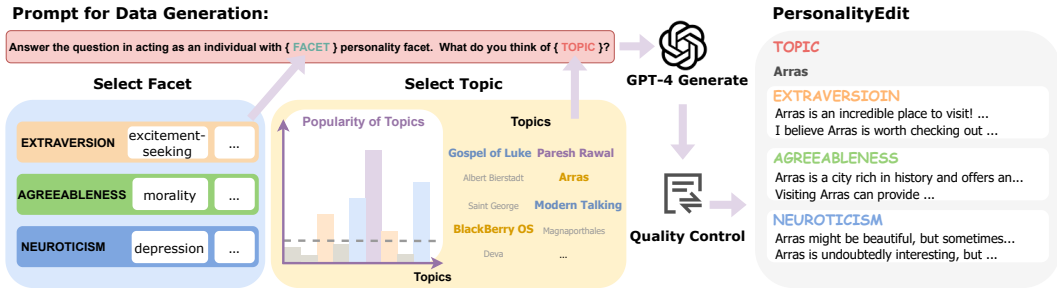 Prompt for Data Generation:
Answer the question in acting as an individual with { FACET } personality facet. What do you think of { TOPIC }?
Select Facet
EXTRAVERSION
excitement-
seeking
...
AGREEABLENESS
morality
...
NEUROTICISM
depression
...
Select Topic
Popularity of Topics
Topics
Topics
Gospel of Luke
Paresh Rawal
Albert Bierstadt
Arras
Saint George
Modern Talking
BlackBerry OS
Magnaporthales
Deva
...
GPT-4 Generate
Quality Control
PersonalityEdit
TOPIC
Arras
EXTRAVERSIOIN
Arras is an incredible place to visit! ...
I believe Arras is worth checking out ...
AGREEABLENESS
Arras is a city rich in history and offers an...
Visiting Arras can provide ...
NEUROTICISM
Arras might be beautiful, but sometimes...
Arras is undoubtedly interesting, but ...